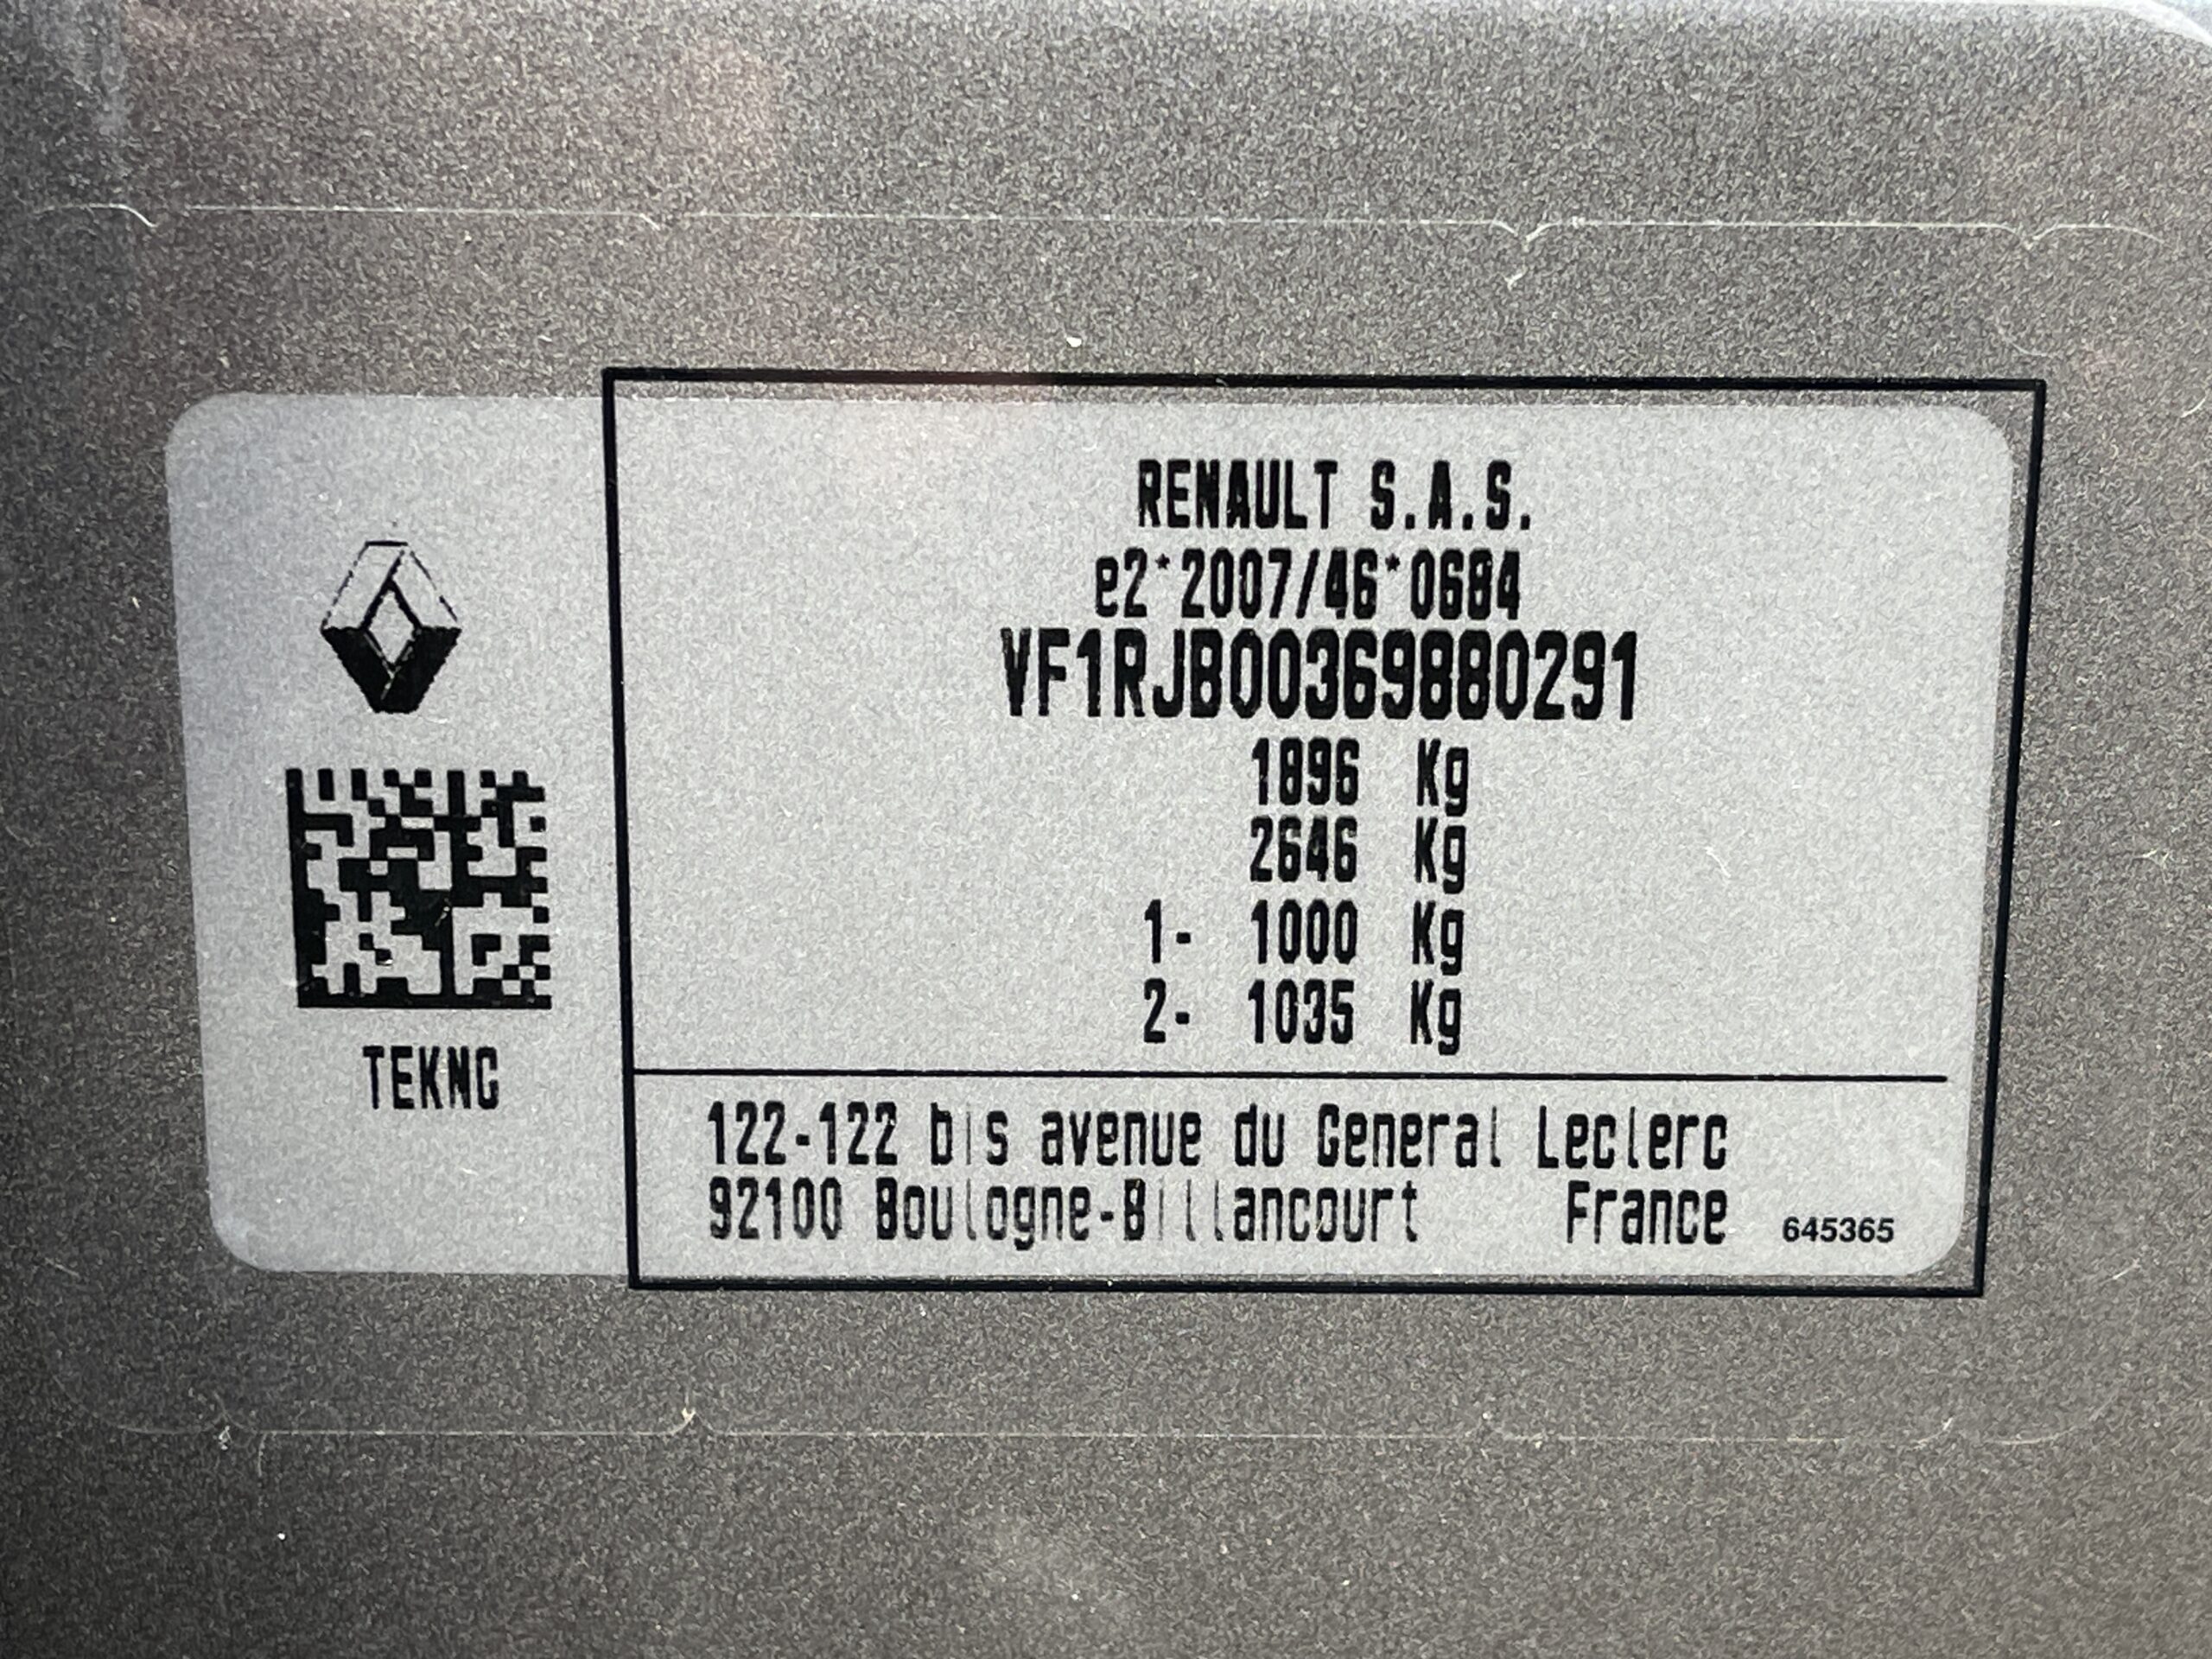 RENAULT S.A.S.
e2*2007/46*0684
VF1RJB00369880291
1896 Kg
2646 Kg
1- 1000 Kg
2- 1035 Kg
TEKNG
122-122 bis avenue du General Leclerc
92100 Boulogne-Billancourt France
645365